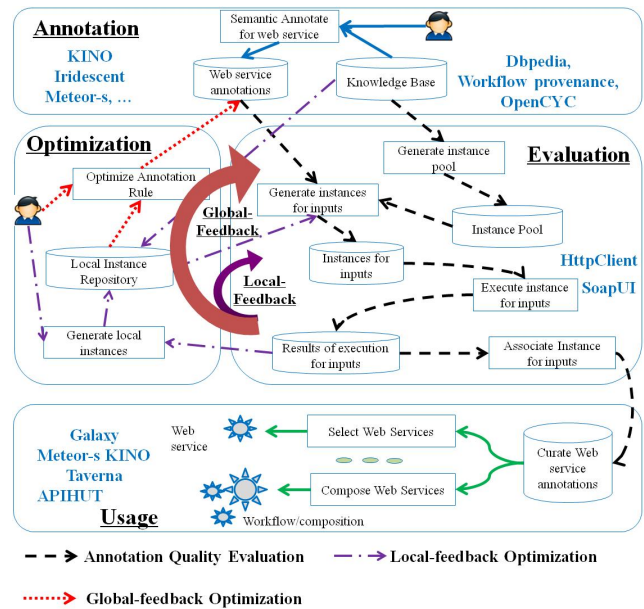 Annotation
Semantic Annotate
for web service
KINO
Iridescent
Meteor-s, ...
Web service
annotations
Knowledge Base
Dbpedia,
Workflow provenance,
OpenCYC
Optimization
Optimize Annotation
Rule
Local Instance
Repository
Generate local
instances
Evaluation
Generate instance
pool
Generate instances
for inputs
Global-
Feedback
Instance Pool
Instances for
inputs
Local-
Feedback
HttpClient
SoapUI
Execute instance
for inputs
Results of execution
for inputs
Associate Instance
for inputs
Galaxy
Meteor-s KINO
Taverna
APIHUT
Usage
Web
service
Select Web Services
Compose Web Services
Workflow/composition
Curate Web
service
annotations
Annotation Quality Evaluation
Local-feedback Optimization
Global-feedback Optimization